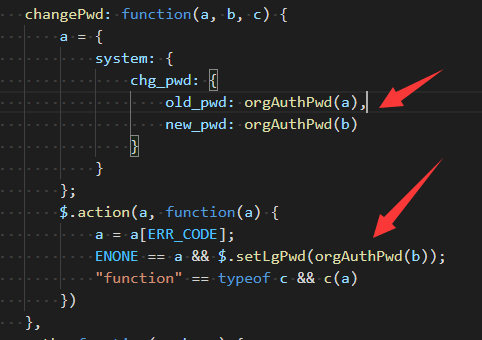 changePwd: function(a, b, c) {
a = {
system: {
chg_pwd: {
old_pwd: orgAuthPwd(a),
new_pwd: orgAuthPwd(b)
}
}
};
$.action(a, function(a) {
a = a[ERR_CODE];
ENONE == a && $.setLgPwd(orgAuthPwd(b));
"function" == typeof c && c(a)
})
},